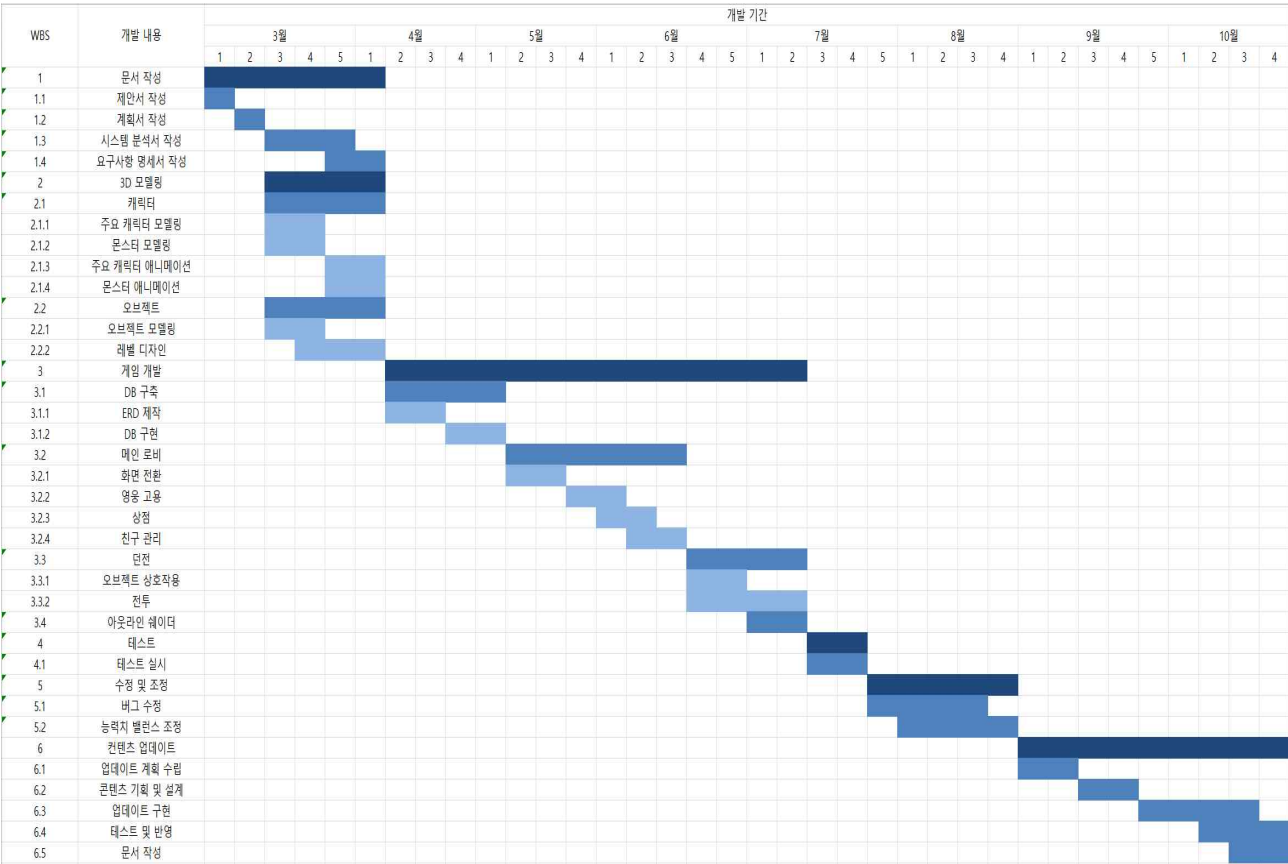 개발 기간
WBS 개발 내용 3월 4월 5월 6월 7월 8월 9월 10월
1 2 3 4 5 1 2 3 4 1 2 3 4 1 2 3 4 5 1 2 3 4 5 1 2 3 4 1 2 3 4 5 1 2 3 4
1 문서 작성
1.1 제안서 작성
1.2 계획서 작성
1.3 시스템 분석서 작성
1.4 요구사항 명세서 작성
2 3D 모델링
2.1 캐릭터
2.1.1 주요 캐릭터 모델링
2.1.2 몬스터 모델링
2.1.3 주요 캐릭터 애니메이션
2.1.4 몬스터 애니메이션
2.2 오브젝트
2.2.1 오브젝트 모델링
2.2.2 레벨 디자인
3 게임 개발
3.1 DB 구축
3.1.1 ERD 제작
3.1.2 DB 구현
3.2 메인 로비
3.2.1 화면 전환
3.2.2 영웅 고용
3.2.3 상점
3.2.4 친구 관리
3.3 던전
3.3.1 오브젝트 상호작용
3.3.2 전투
3.4 아웃라인 쉐이더
4 테스트
4.1 테스트 실시
5 수정 및 조정
5.1 버그 수정
5.2 능력치 밸런스 조정
6 컨텐츠 업데이트
6.1 업데이트 계획 수립
6.2 콘텐츠 기획 및 설계
6.3 업데이트 구현
6.4 테스트 및 반영
6.5 문서 작성